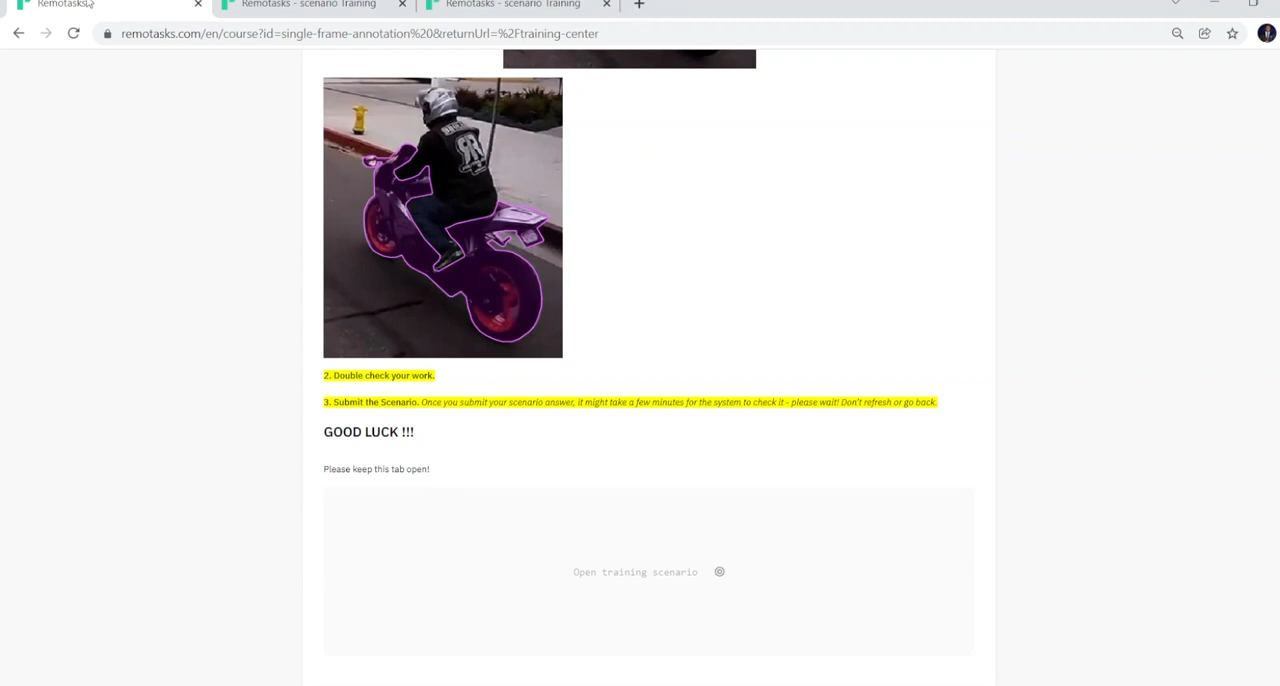 Remotasks
Remotasks - scenario Training
Remotasks - scenario Training
remotasks.com/en/course?id=single-frame-annotation%20&returnUrl=%2Ftraining-center
2. Double check your work.
3. Submit the Scenario. Once you submit your scenario answer, it might take a few minutes for the system to check it - please wait! Don't refresh or go back.
GOOD LUCK !!!
Please keep this tab open!
Open training scenario